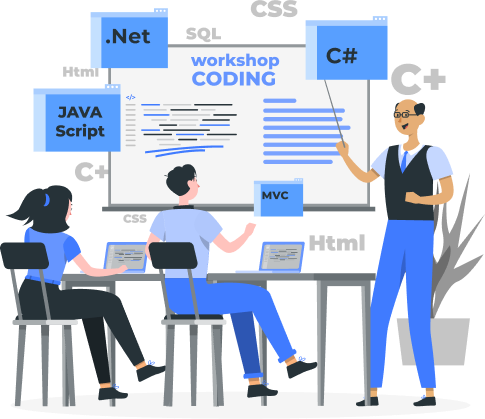 CSS
.Net
SQL
C#
workshop
CODING
Html
C+
</>
JAVA
Script
C+
MVC
CSS
Html